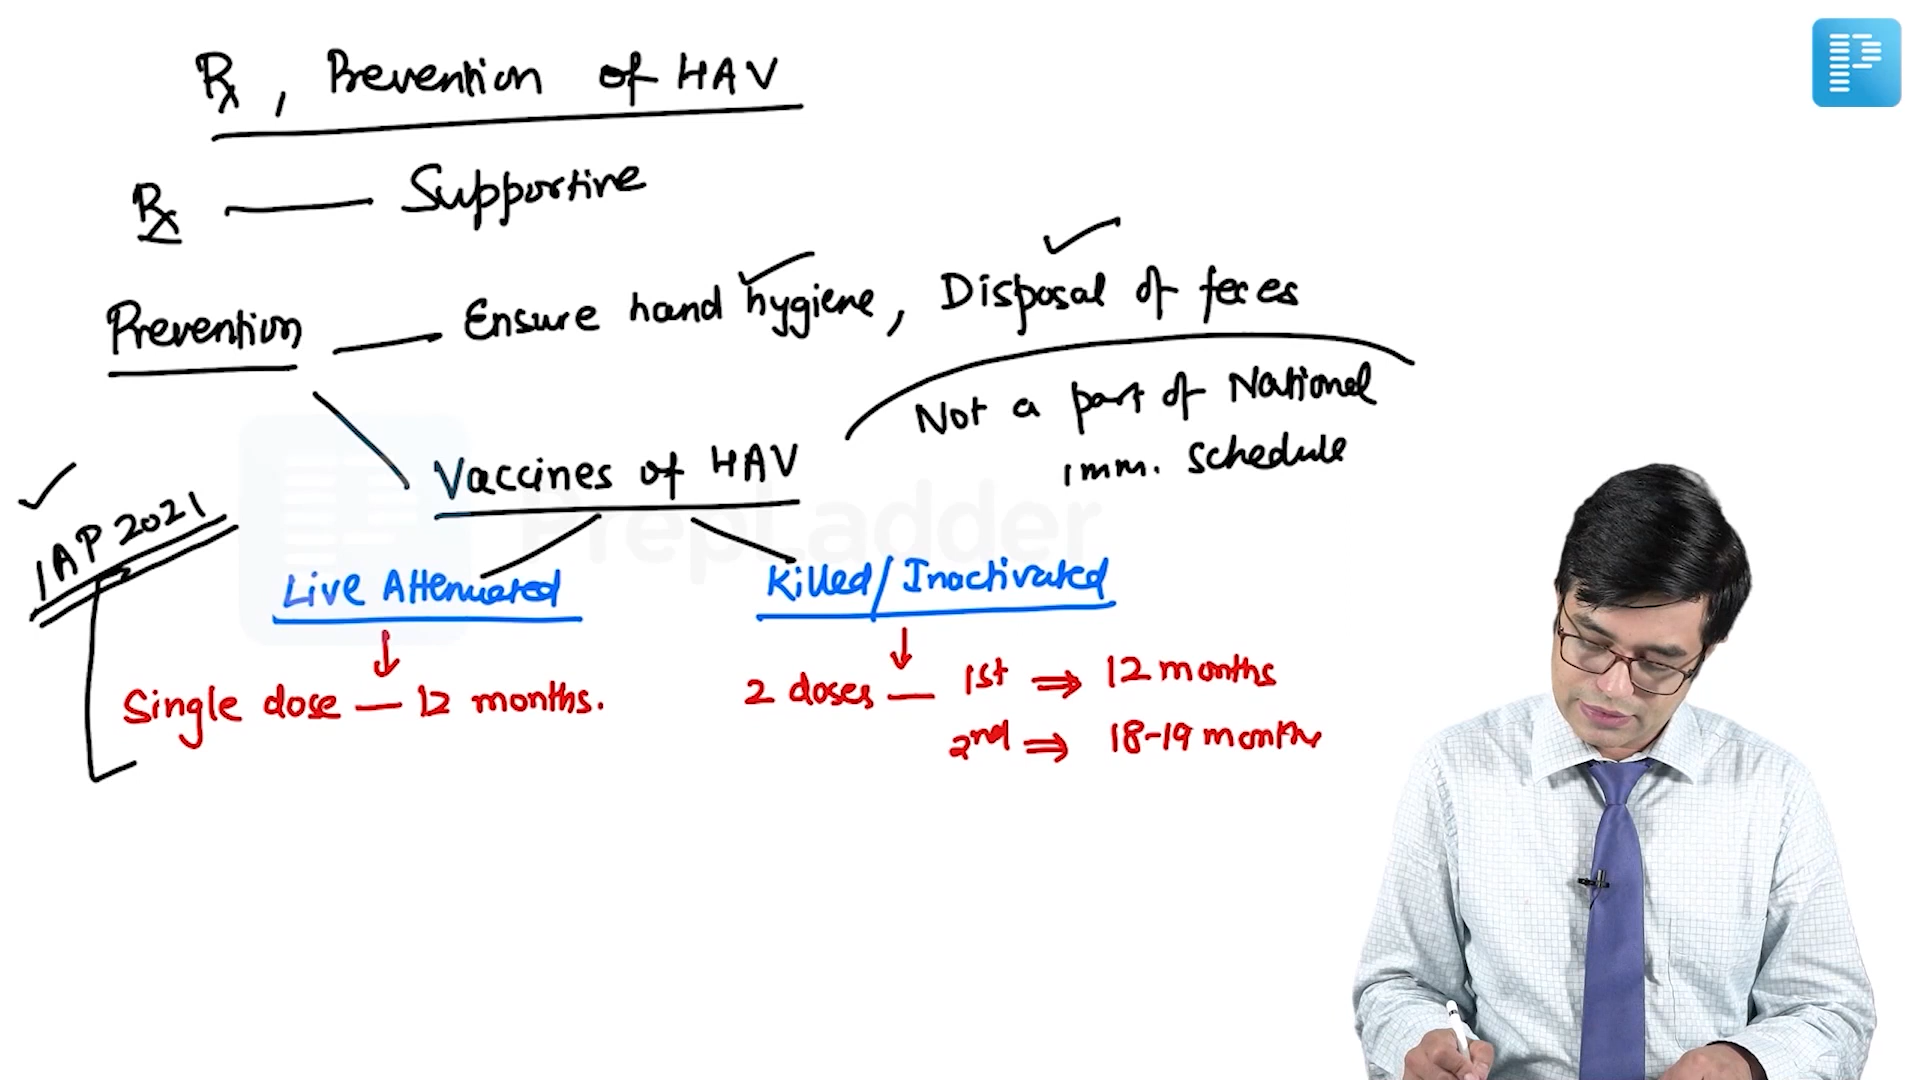 Rx, Prevention of HAV
Rx — Supportive
Prevention — Ensure hand hygiene, Disposal of feces
Not a part of National
imm. Schedule
Vaccines of HAV
IAP 2021
PrepLadder
Live Attenuated
Killed/Inactivated
Single dose — 12 months.
2 doses — 1st ⇒ 12 months
2nd ⇒ 18-19 months